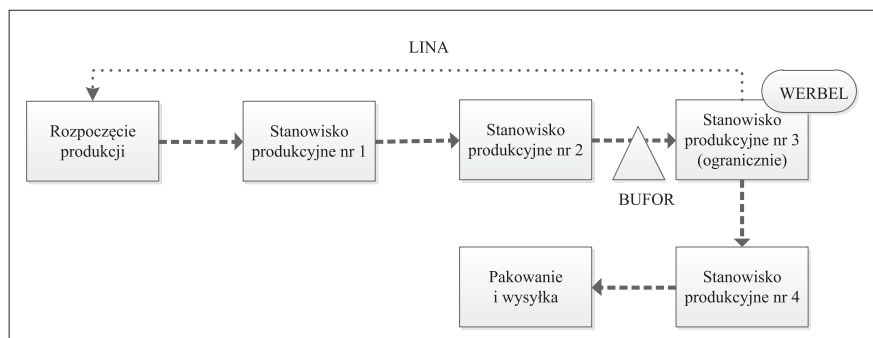 LINA
WERBEL
Rozpoczęcie
produkcji
Stanowisko
produkcyjne nr 1
Stanowisko
produkcyjne nr 2
BUFOR
Stanowisko
produkcyjne nr 3
(ogranicznie)
Pakowanie
i wysyłka
Stanowisko
produkcyjne nr 4